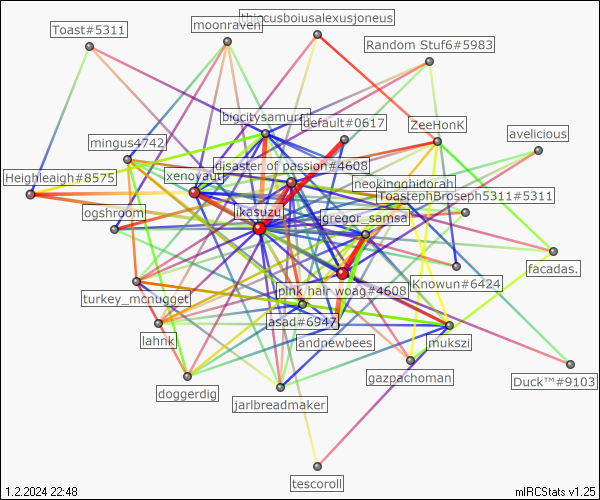 thiccusboiusalexusjoneus
moonraven
Toast#5311
Random Stuf6#5983
bigcitysamurai
default#0617
ZeeHonK
avelicious
mingus4742
disaster of passion#4608
xenoyaut
neokingghidorah
Heighleaigh#8575
ToastephBroseph5311#5311
ogshroom
ikasuzu
gregor_samsa
facadas.
Knowun#6424
pink hair woag#4608
turkey_mcnugget
asad#6947
lahnk
andnewbees
mukszi
gazpachoman
Duck™#9103
doggerdig
jarlbreadmaker
tescoroll
1.2.2024 22:48
mIRCStats v1.25